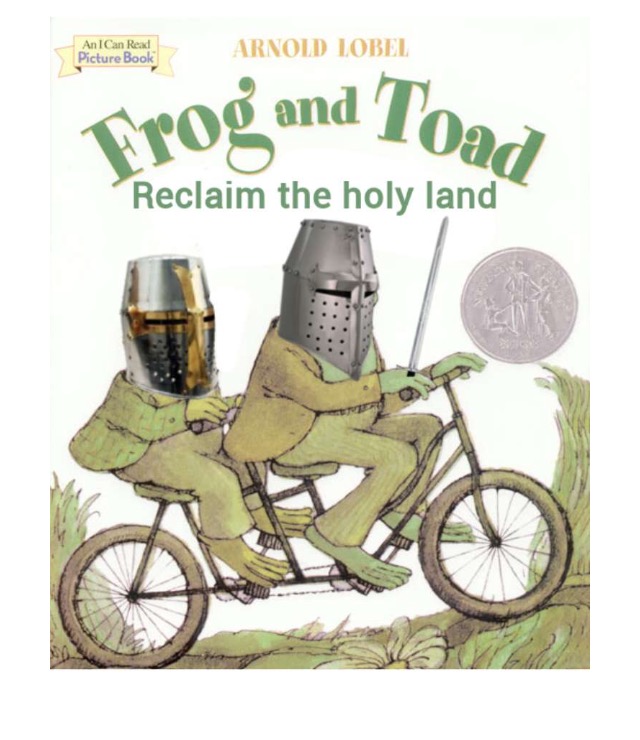 An I Can Read
Picture Book
ARNOLD LOBEL
Frog and Toad
Reclaim the holy land